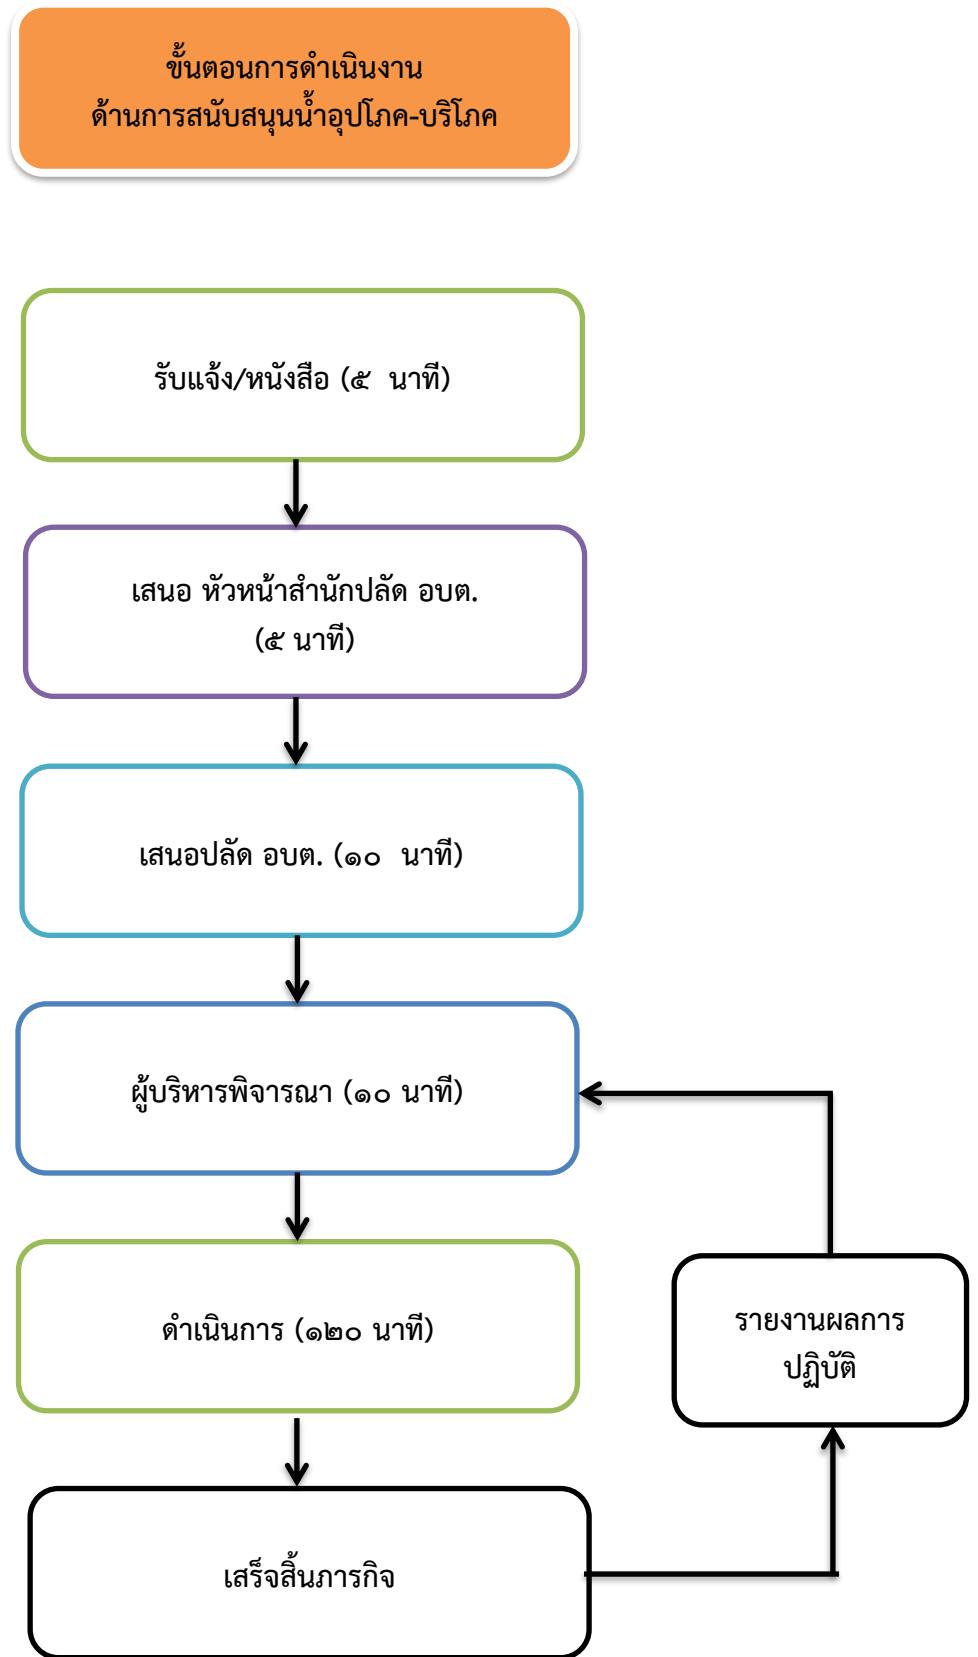 ขั้นตอนการดำเนินงาน
ด้านการสนับสนุนน้ำอุปโภค-บริโภค
รับแจ้ง/หนังสือ (๕  นาที)
เสนอ หัวหน้าสำนักปลัด อบต.
(๕ นาที)
เสนอปลัด อบต. (๑๐  นาที)
ผู้บริหารพิจารณา (๑๐ นาที)
ดำเนินการ (๑๒๐ นาที)
รายงานผลการ
ปฏิบัติ
เสร็จสิ้นภารกิจ